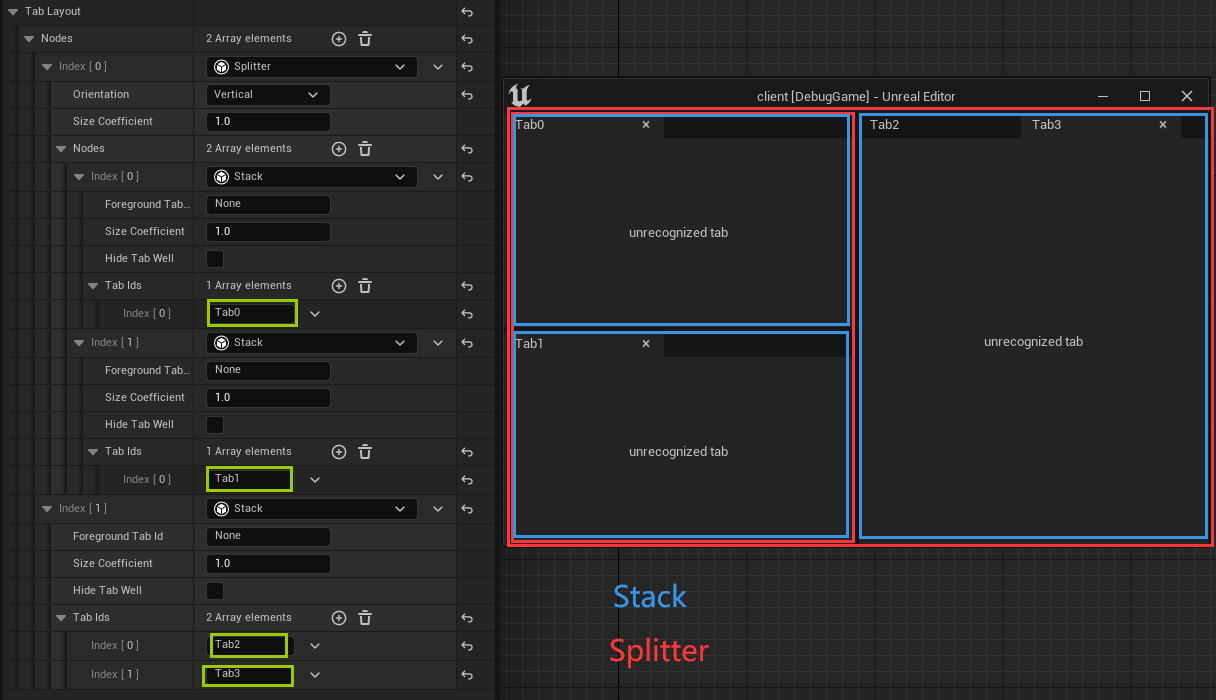 Tab Layout
Nodes
2 Array elements
Index [ 0 ]
Splitter
Orientation
Vertical
Size Coefficient
1.0
Nodes
2 Array elements
Index [ 0 ]
Stack
Foreground Tab...
None
Size Coefficient
1.0
Hide Tab Well
Tab Ids
1 Array elements
Index [ 0 ]
Tab0
Index [ 1 ]
Stack
Foreground Tab...
None
Size Coefficient
1.0
Hide Tab Well
Tab Ids
1 Array elements
Index [ 0 ]
Tab1
Index [ 1 ]
Stack
Foreground Tab Id
None
Size Coefficient
1.0
Hide Tab Well
Tab Ids
2 Array elements
Index [ 0 ]
Tab2
Index [ 1 ]
Tab3
client [DebugGame] - Unreal Editor
Tab0
unrecognized tab
Tab1
unrecognized tab
Tab2
Tab3
unrecognized tab
Stack
Splitter